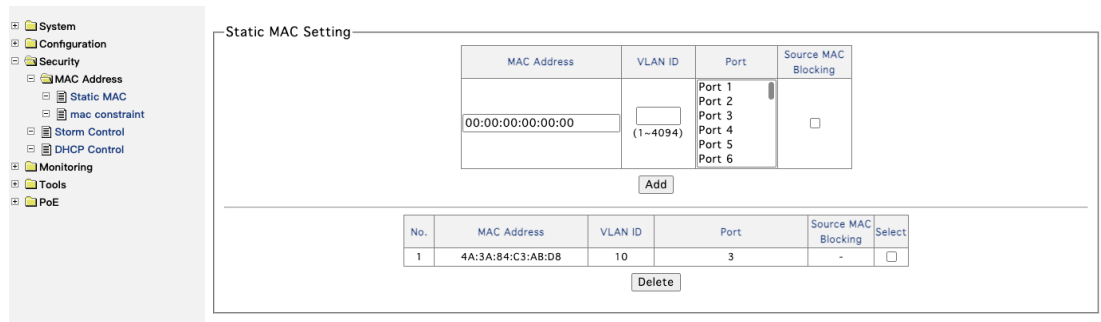 System
Configuration
Security
MAC Address
Static MAC
mac constraint
Storm Control
DHCP Control
Monitoring
Tools
PoE
Static MAC Setting
MAC Address VLAN ID Port Source MAC Blocking
00:00:00:00:00:00
(1~4094)
Port 1
Port 2
Port 3
Port 4
Port 5
Port 6
Add
No. MAC Address VLAN ID Port Source MAC Blocking Select
1 4A:3A:84:C3:AB:D8 10 3 -
Delete